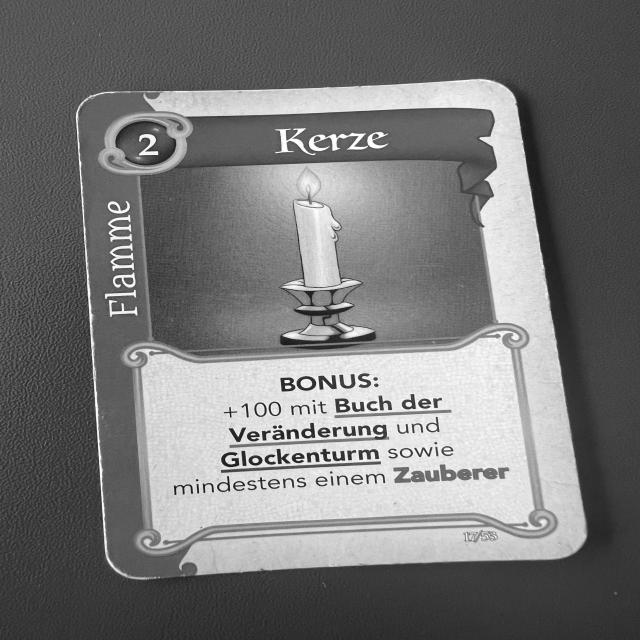 2
Kerze
Flamme
BONUS:
+100 mit Buch der
Veränderung und
Glockenturm sowie
mindestens einem Zauberer
17/53